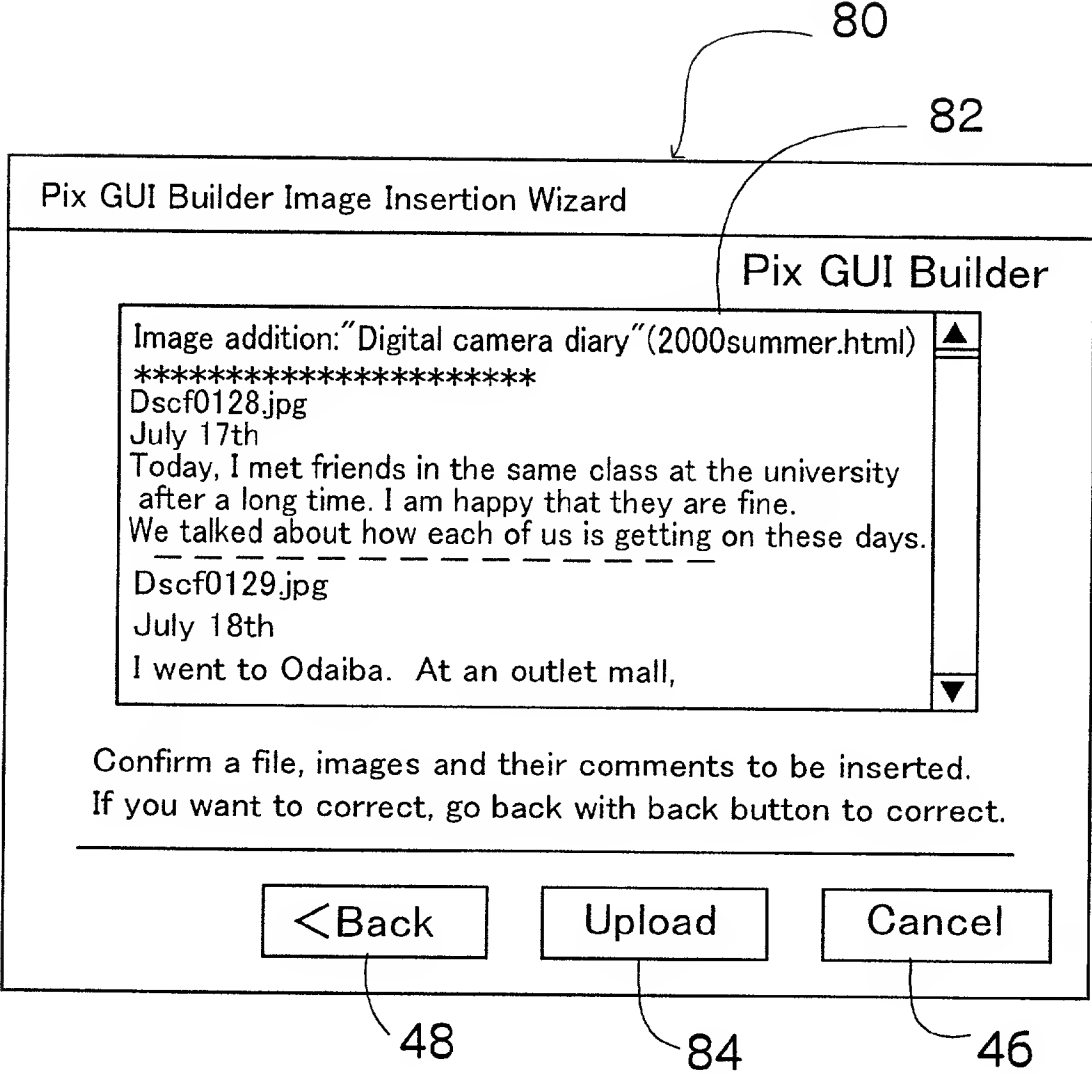 80
82
Pix GUI Builder Image Insertion Wizard
Pix GUI Builder
Image addition:"Digital camera diary"(2000summer.html)
**********************
Dscf0128.jpg
July 17th
Today, I met friends in the same class at the university
after a long time. I am happy that they are fine.
We talked about how each of us is getting on these days.
Dscf0129.jpg
July 18th
I went to Odaiba. At an outlet mall,
Confirm a file, images and their comments to be inserted.
If you want to correct, go back with back button to correct.
<Back
Upload
Cancel
48
84
46